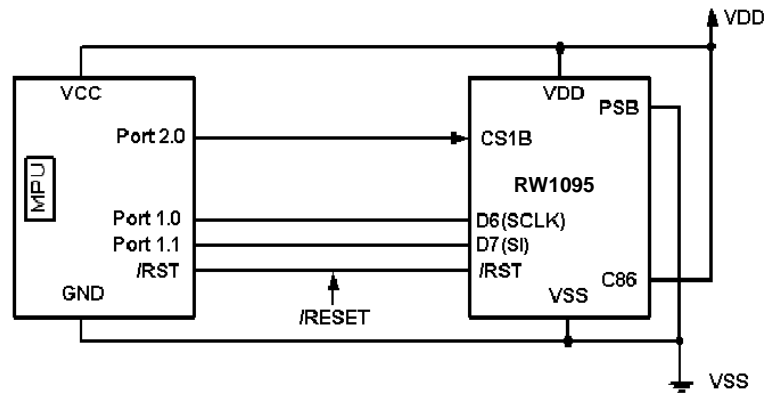 VDD
VCC
VDD
PSB
Port 2.0
CS1B
MPU
RW1095
Port 1.0
D6(SCLK)
Port 1.1
D7(SI)
/RST
/RST
C86
GND
VSS
/RESET
VSS